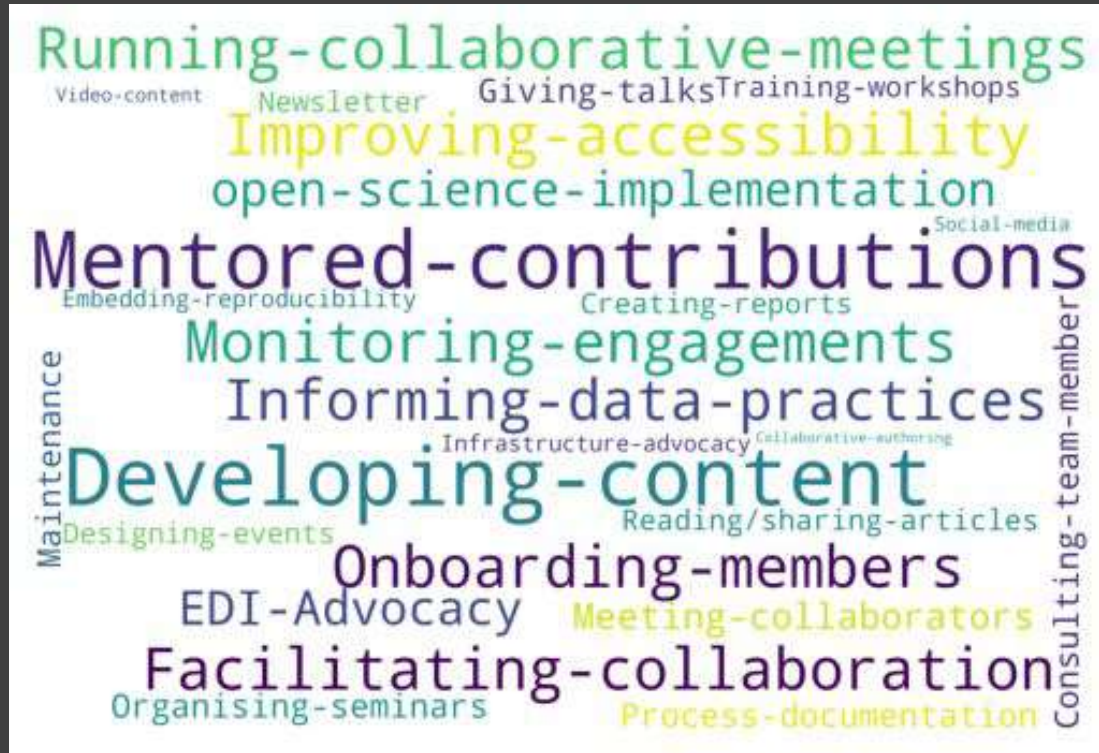 Running-collaborative-meetings
Video-content
Newsletter
Giving-talks
Training-workshops
Improving-accessibility
open-science-implementation
Social-media
Mentored-contributions
Embedding-reproducibility
Creating-reports
Monitoring-engagements
Informing-data-practices
Infrastructure-advocacy
Collaborative-authoring
Maintenance
Developing-content
Reading/sharing-articles
Designing-events
Onboarding-members
EDI-Advocacy
Meeting-collaborators
Facilitating-collaboration
Consulting-team-member
Organising-seminars
Process-documentation